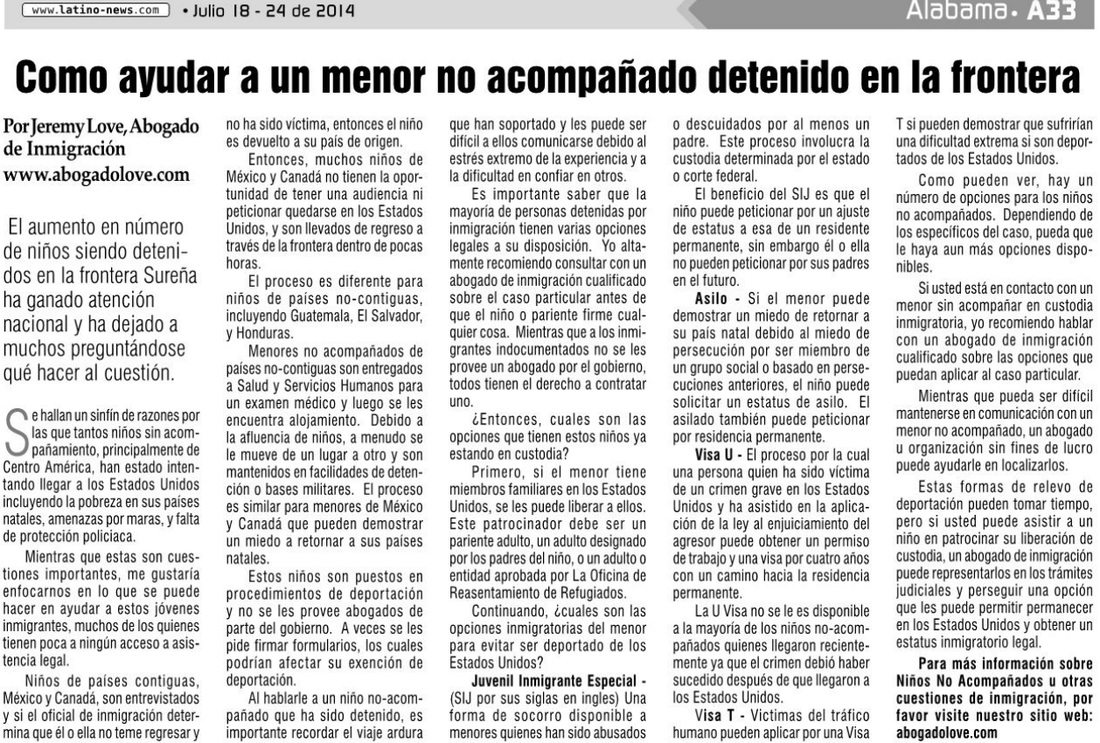 www.latino-news.com • Julio 18 - 24 de 2014
Alabama • A33
Como ayudar a un menor no acompañado detenido en la frontera
Por Jeremy Love, Abogado
de Inmigración
www.abogadolove.com
El aumento en número
de niños siendo deteni-
dos en la frontera Sureña
ha ganado atención
nacional y ha dejado a
muchos preguntándose
qué hacer al cuestión.
Se hallan un sinfín de razones por
las que tantos niños sin acom-
pañamiento, principalmente de
Centro América, han estado inten-
tando llegar a los Estados Unidos
incluyendo la pobreza en sus países
natales, amenazas por maras, y falta
de protección policiaca.
Mientras que estas son cues-
tiones importantes, me gustaría
enfocarnos en lo que se puede
hacer en ayudar a estos jóvenes
inmigrantes, muchos de los quienes
tienen poca a ningún acceso a asis-
tencia legal.
Niños de países contiguas,
México y Canadá, son entrevistados
y si el oficial de inmigración deter-
mina que él o ella no teme regresar y
no ha sido víctima, entonces el niño
es devuelto a su país de origen.
Entonces, muchos niños de
México y Canadá no tienen la opor-
tunidad de tener una audiencia ni
peticionar quedarse en los Estados
Unidos, y son llevados de regreso a
través de la frontera dentro de pocas
horas.
El proceso es diferente para
niños de países no-contiguas,
incluyendo Guatemala, El Salvador,
y Honduras.
Menores no acompañados de
países no-contiguas son entregados
a Salud y Servicios Humanos para
un examen médico y luego se les
encuentra alojamiento. Debido a
la afluencia de niños, a menudo se
le mueve de un lugar a otro y son
mantenidos en facilidades de deten-
ción o bases militares. El proceso
es similar para menores de México
y Canadá que pueden demostrar
un miedo a retornar a sus países
natales.
Estos niños son puestos en
procedimientos de deportación
y no se les provee abogados de
parte del gobierno. A veces se les
pide firmar formularios, los cuales
podrían afectar su exención de
deportación.
Al hablarle a un niño no-acom-
pañado que ha sido detenido, es
importante recordar el viaje ardura
que han soportado y les puede ser
difícil a ellos comunicarse debido al
estrés extremo de la experiencia y a
la dificultad en confiar en otros.
Es importante saber que la
mayoría de personas detenidas por
inmigración tienen varias opciones
legales a su disposición. Yo alta-
mente recomiendo consultar con un
abogado de inmigración cualificado
sobre el caso particular antes de
que el niño o pariente firme cual-
quier cosa. Mientras que a los inmi-
grantes indocumentados no se les
provee un abogado por el gobierno,
todos tienen el derecho a contratar
uno.
¿Entonces, cuales son las
opciones que tienen estos niños ya
estando en custodia?
Primero, si el menor tiene
miembros familiares en los Estados
Unidos, se les puede liberar a ellos.
Este patrocinador debe ser un
pariente adulto, un adulto designado
por los padres del niño, o un adulto o
entidad aprobada por La Oficina de
Reasentamiento de Refugiados.
Continuando, ¿cuales son las
opciones inmigratorias del menor
para evitar ser deportado de los
Estados Unidos?
Juvenil Inmigrante Especial -
(SIJ por sus siglas en ingles) Una
forma de socorro disponible a
menores quienes han sido abusados
o descuidados por al menos un
padre. Este proceso involucra la
custodia determinada por el estado
o corte federal.
El beneficio del SIJ es que el
niño puede peticionar por un ajuste
de estatus a esa de un residente
permanente, sin embargo él o ella
no pueden peticionar por sus padres
en el futuro.
Asilo - Si el menor puede
demostrar un miedo de retornar a
su país natal debido al miedo de
persecución por ser miembro de
un grupo social o basado en perse-
cuciones anteriores, el niño puede
solicitar un estatus de asilo. El
asilado también puede peticionar
por residencia permanente.
Visa U - El proceso por la cual
una persona quien ha sido víctima
de un crimen grave en los Estados
Unidos y ha asistido en la aplicación
de la ley al enjuiciamiento del
agresor puede obtener un permiso
de trabajo y una visa por cuatro años
con un camino hacia la residencia
permanente.
La U Visa no se le es disponible
a la mayoría de los niños no-acom-
pañados quienes llegaron reciente-
mente ya que el crimen debió haber
sucedido después de que llegaron a
los Estados Unidos.
Visa T - Victimas del tráfico
humano pueden aplicar por una Visa
T si pueden demostrar que sufrirían
una dificultad extrema si son depor-
tados de los Estados Unidos.
Como pueden ver, hay un
número de opciones para los niños
no acompañados. Dependiendo de
los específicos del caso, pueda que
le haya aun más opciones dispo-
nibles.
Si usted está en contacto con un
menor sin acompañar en custodia
inmigratoria, yo recomiendo hablar
con un abogado de inmigración
cualificado sobre las opciones que
puedan aplicar al caso particular.
Mientras que pueda ser difícil
mantenerse en comunicación con un
menor no acompañado, un abogado
u organización sin fines de lucro
puede ayudarle en localizarlos.
Estas formas de relevo de
deportación pueden tomar tiempo,
pero si usted puede asistir a un
niño en patrocinar su liberación de
custodia, un abogado de inmigración
puede representarlos en los trámites
judiciales y perseguir una opción
que les puede permitir permanecer
en los Estados Unidos y obtener un
estatus inmigratorio legal.
Para más información sobre
Niños No Acompañados u otras
cuestiones de inmigración, por
favor visite nuestro sitio web:
abogadolove.com